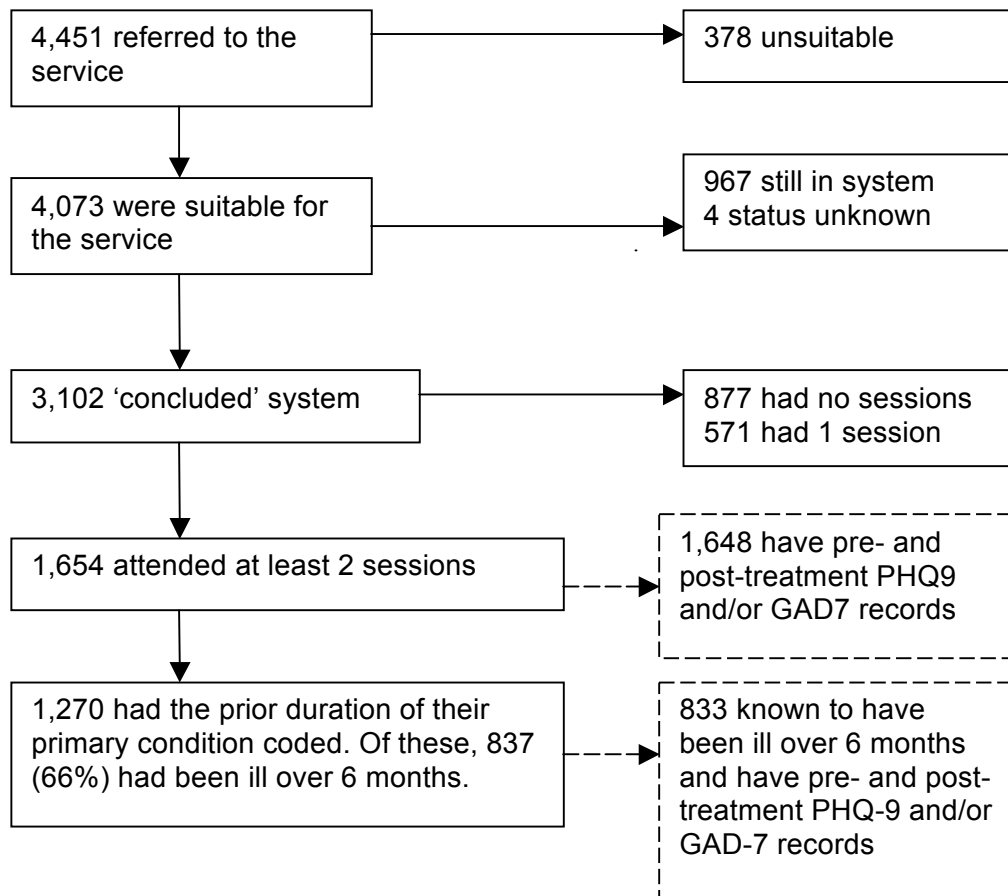 4,451 referred to the
service
378 unsuitable
4,073 were suitable for
the service
967 still in system
4 status unknown
3,102 ‘concluded’ system
877 had no sessions
571 had 1 session
1,654 attended at least 2 sessions
1,648 have pre- and
post-treatment PHQ9
and/or GAD7 records
1,270 had the prior duration of their
primary condition coded. Of these, 837
(66%) had been ill over 6 months.
833 known to have
been ill over 6 months
and have pre- and post-
treatment PHQ-9 and/or
GAD-7 records